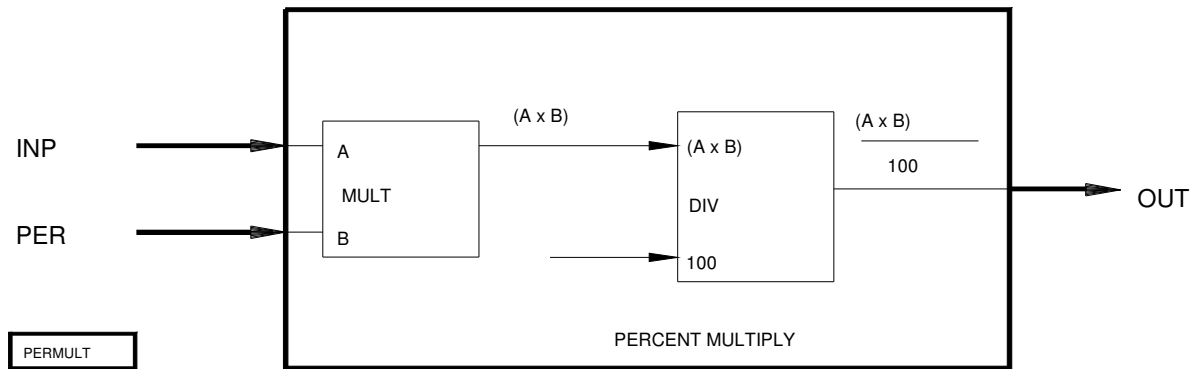 INP
PER
A
MULT
B
(A x B)
(A x B)
DIV
100
(A x B)
100
OUT
PERCENT MULTIPLY
PERMULT